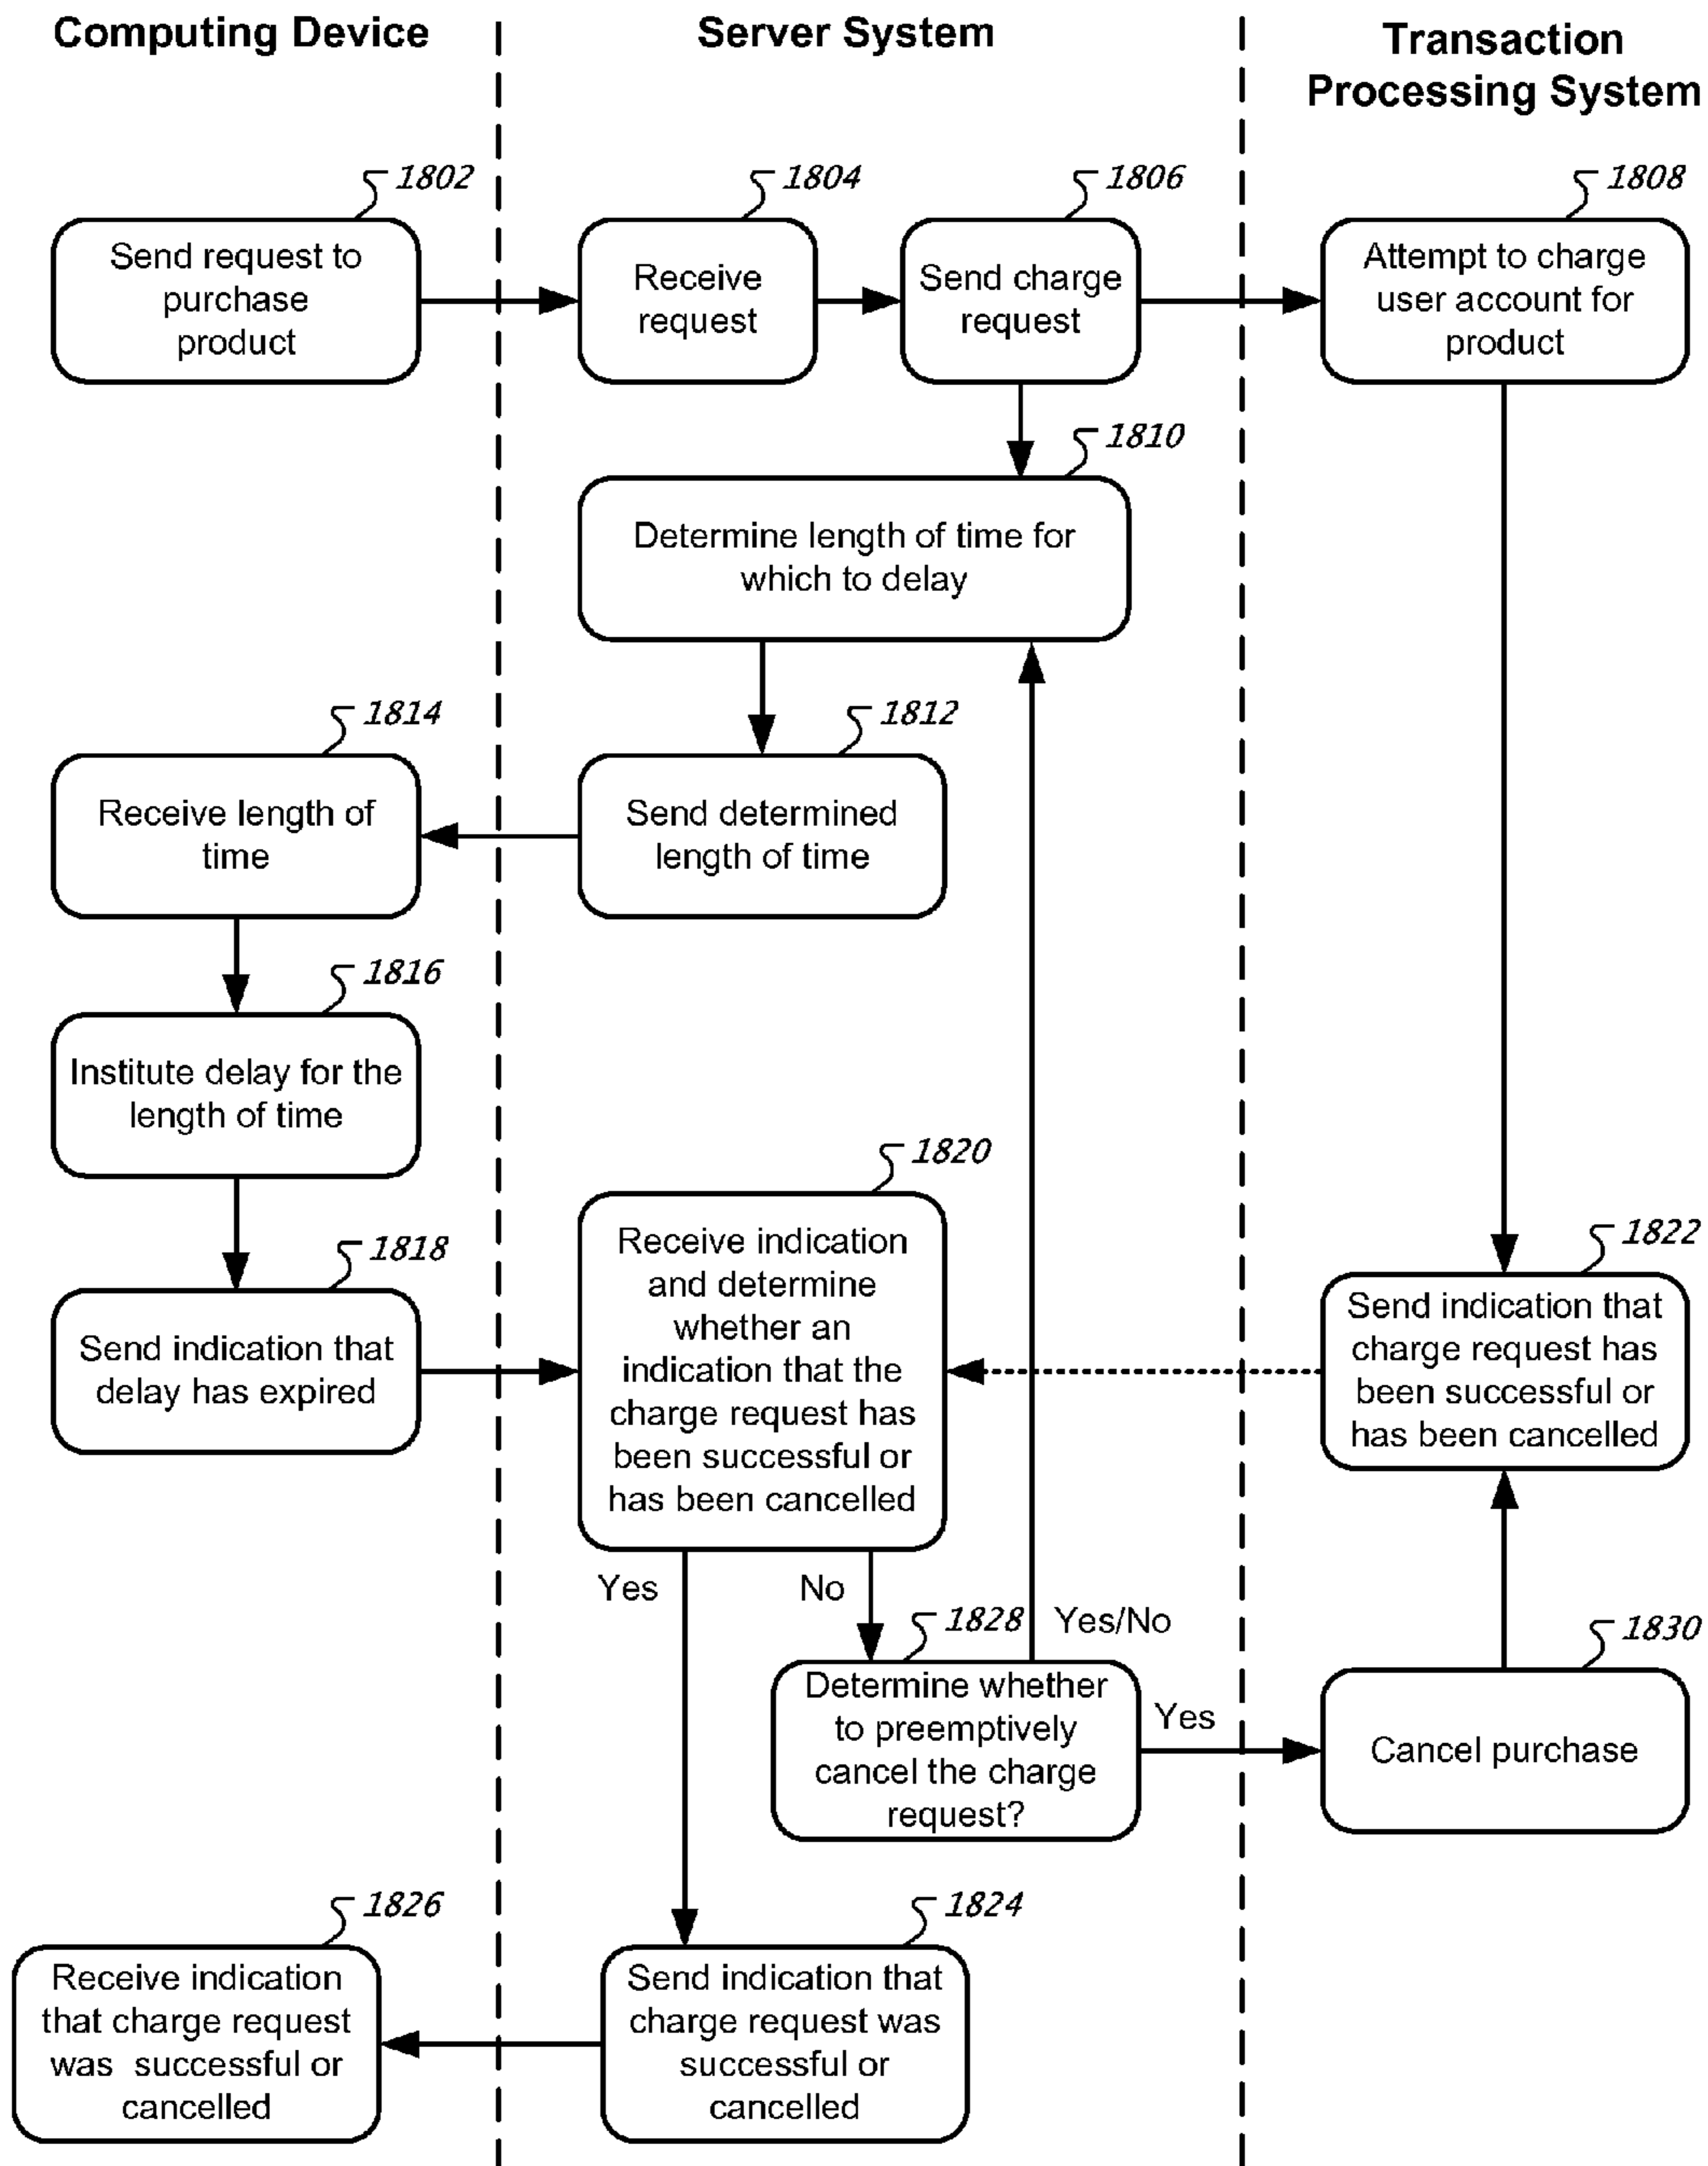 Computing Device
Server System
Transaction
Processing System
1802
1804
1806
1808
Send request to
purchase
product
Receive
request
Send charge
request
Attempt to charge
user account for
product
1810
Determine length of time for
which to delay
1814
1812
Receive length of
time
Send determined
length of time
1816
Institute delay for the
length of time
1820
1818
1822
Send indication that
delay has expired
Receive indication
and determine
whether an
indication that the
charge request has
been successful or
has been cancelled
Send indication that
charge request has
been successful or
has been cancelled
Yes
No
1828
Yes/No
1830
Determine whether
to preemptively
cancel the charge
request?
Yes
Cancel purchase
1826
1824
Receive indication
that charge request
was successful or
cancelled
Send indication that
charge request was
successful or
cancelled